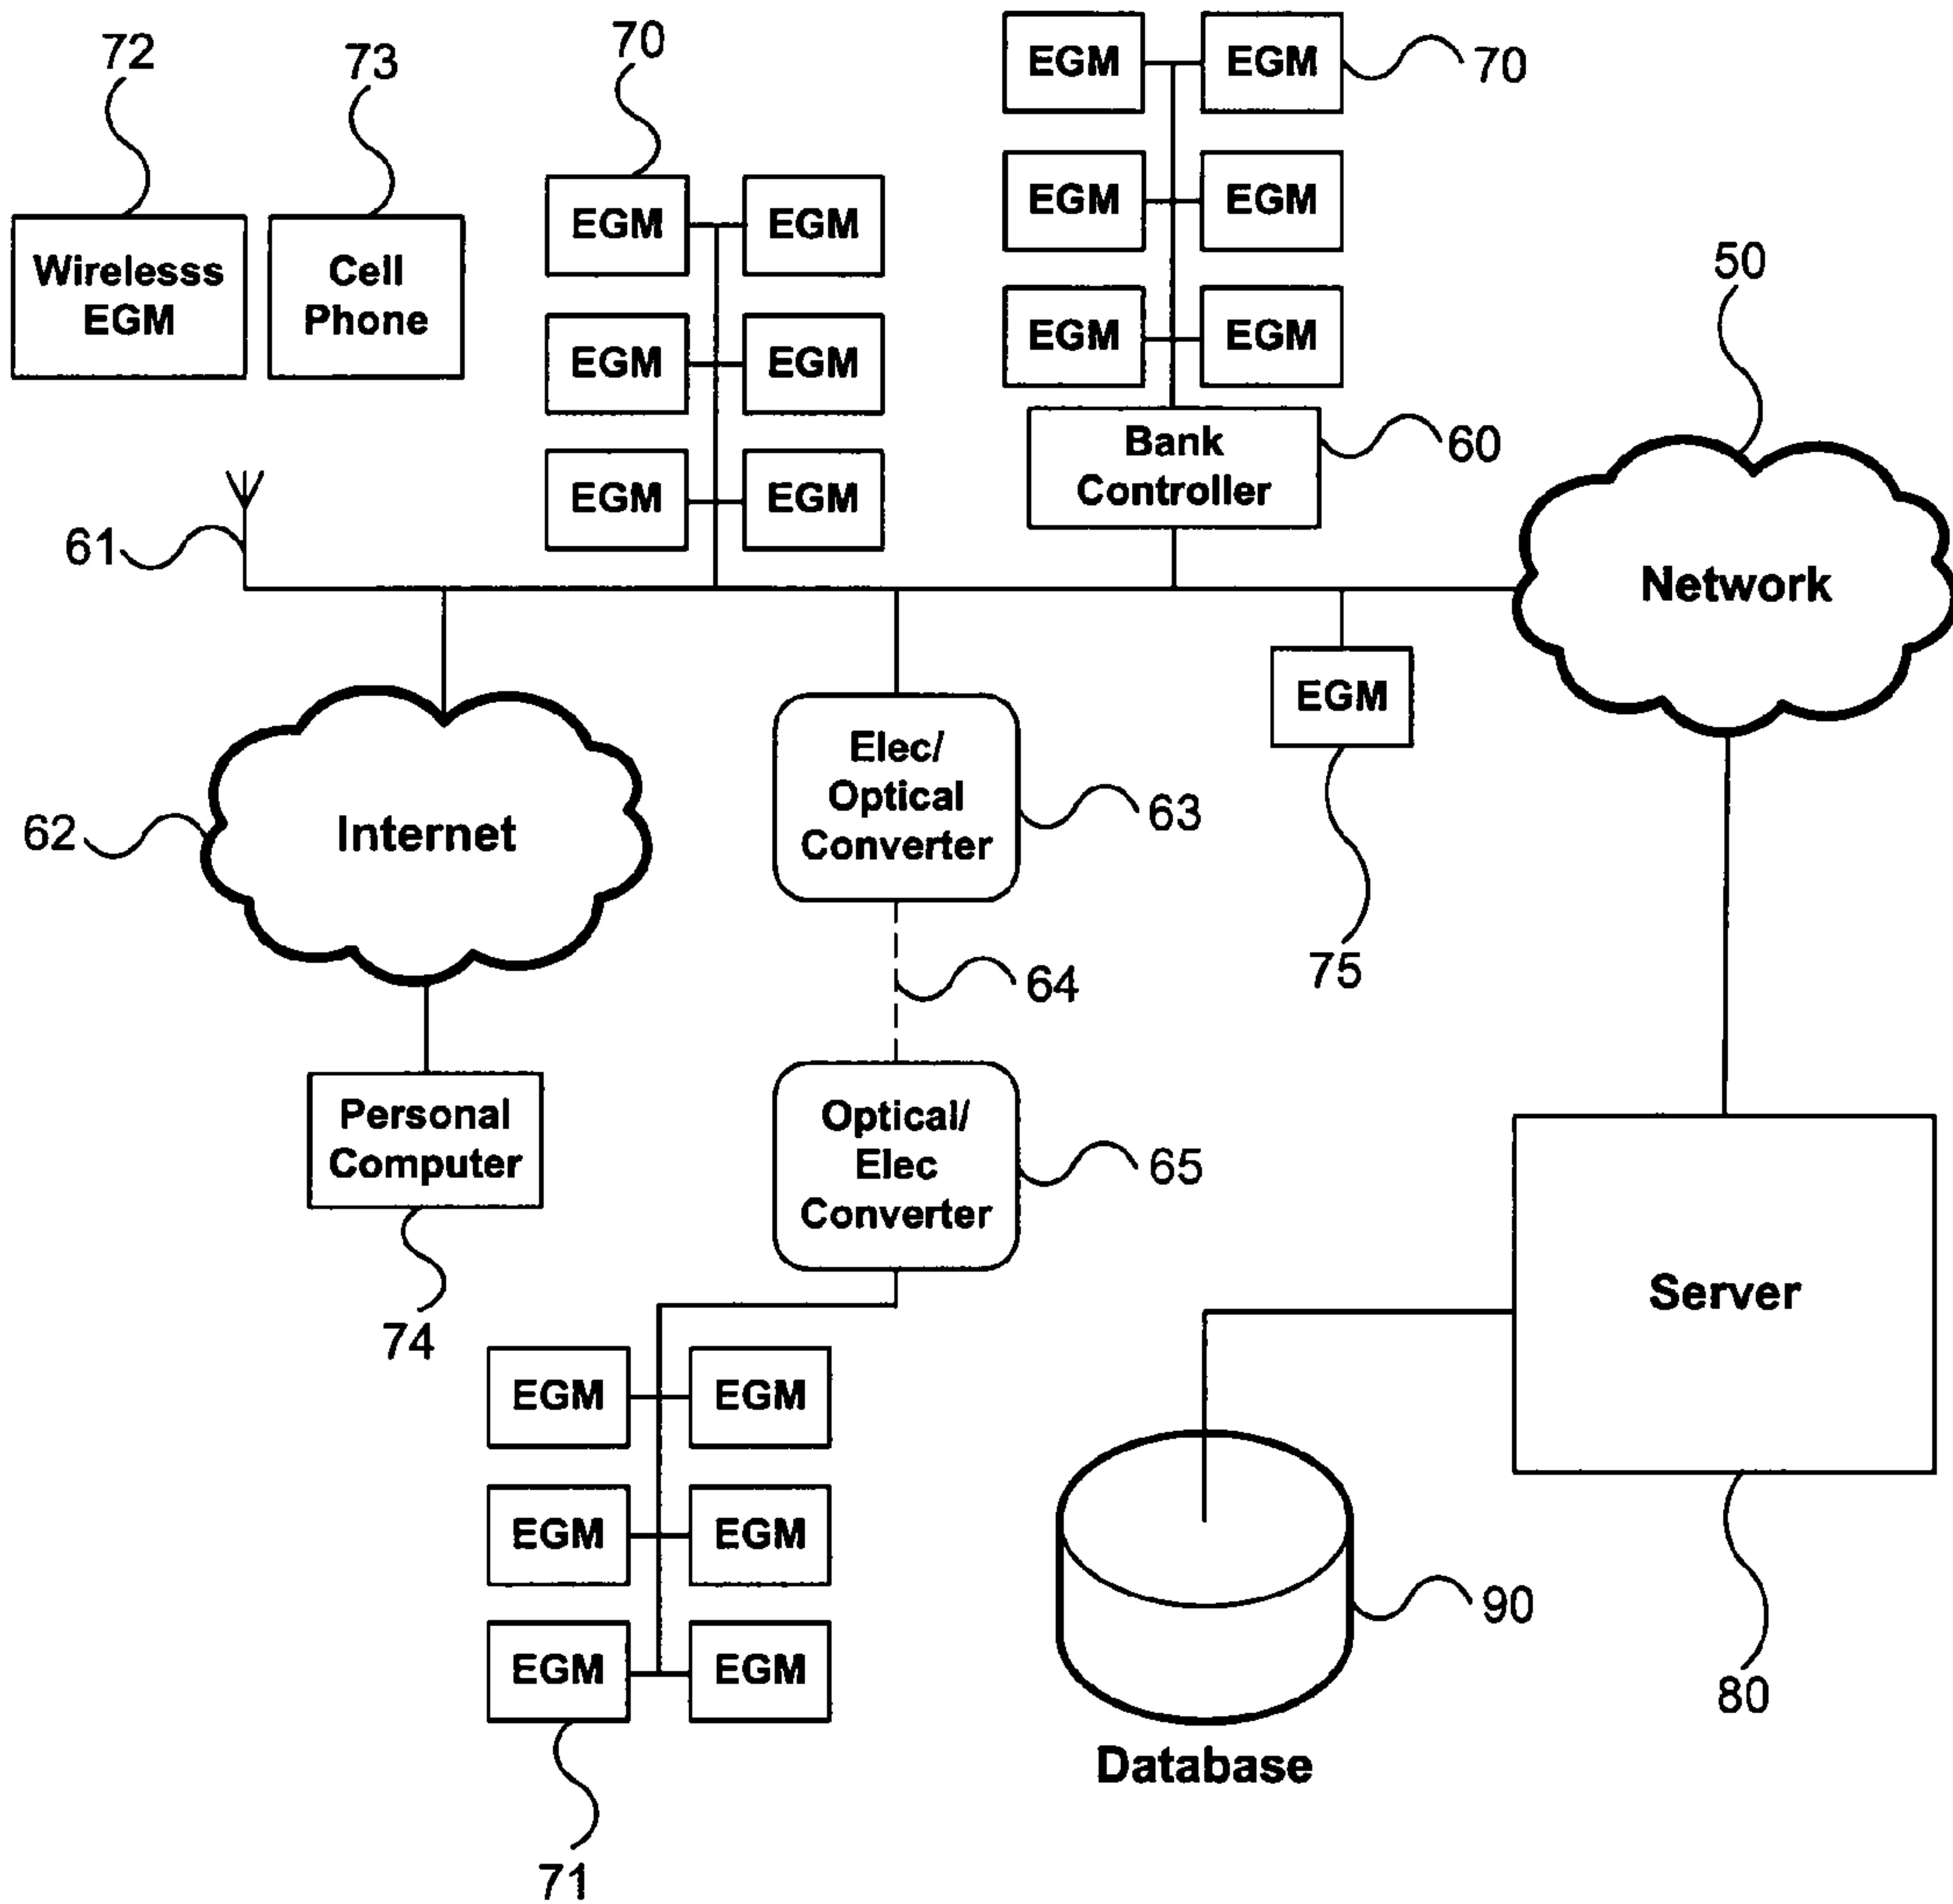 72
73
70
EGM
EGM
70
Wirelesss
EGM
Cell
Phone
EGM
EGM
EGM
EGM
EGM
EGM
EGM
EGM
EGM
EGM
50
Bank
Controller
60
61
Network
EGM
Elec/
Optical
Converter
63
62
Internet
75
64
Personal
Computer
74
Optical/
Elec
Converter
65
Server
EGM
EGM
EGM
EGM
EGM
EGM
90
80
Database
71